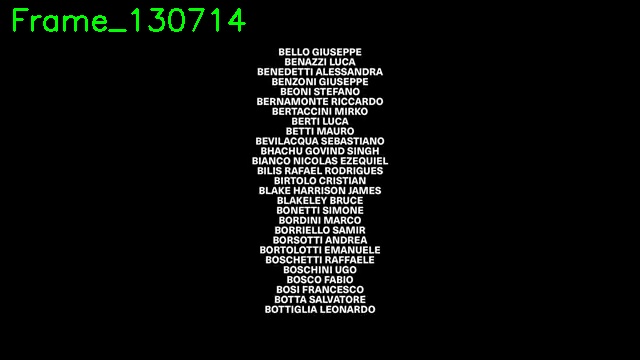 Frame_130714
BELLO GIUSEPPE
BENAZZI LUCA
BENEDETTI ALESSANDRA
BENZONI GIUSEPPE
BEONI STEFANO
BERNAMONTE RICCARDO
BERTACCINI MIRKO
BERTI LUCA
BETTI MAURO
BEVILACQUA SEBASTIANO
BHACHU GOVIND SINGH
BIANCO NICOLAS EZEQUIEL
BILIS RAFAEL RODRIGUES
BIRTOLO CRISTIAN
BLAKE HARRISON JAMES
BLAKELEY BRUCE
BONETTI SIMONE
BORDINI MARCO
BORRIELLO SAMIR
BORSOTTI ANDREA
BORTOLOTTI EMANUELE
BOSCHETTI RAFFAELE
BOSCHINI UGO
BOSCO FABIO
BOSI FRANCESCO
BOTTA SALVATORE
BOTTIGLIA LEONARDO